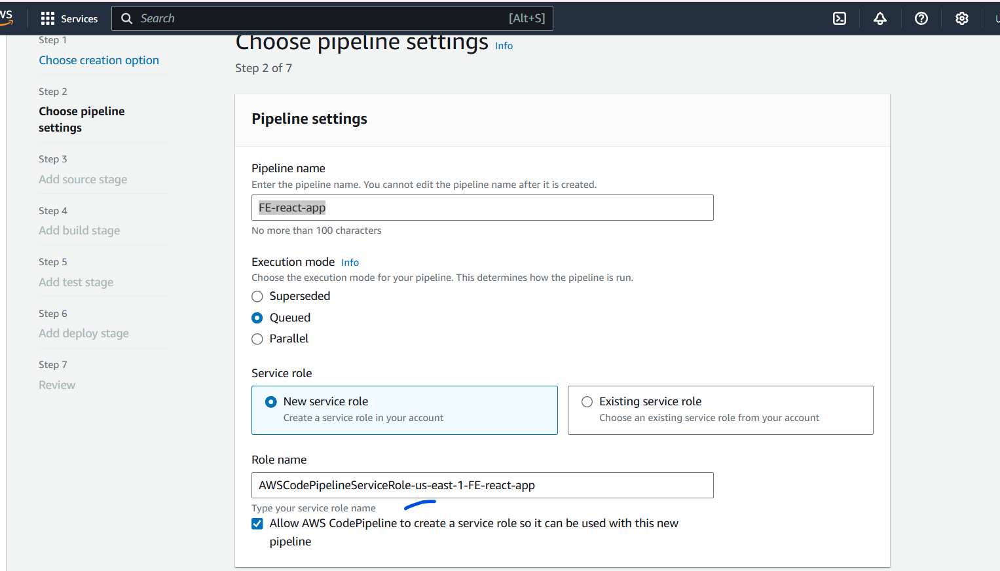 Services
Search
[Alt+S]
Step 1
Choose creation option
Step 2
Choose pipeline
settings
Step 3
Add source stage
Step 4
Add build stage
Step 5
Add test stage
Step 6
Add deploy stage
Step 7
Review
Choose pipeline settings Info
Step 2 of 7
Pipeline settings
Pipeline name
Enter the pipeline name. You cannot edit the pipeline name after it is created.
FE-react-app
No more than 100 characters
Execution mode Info
Choose the execution mode for your pipeline. This determines how the pipeline is run.
Superseded
Queued
Parallel
Service role
New service role
Create a service role in your account
Existing service role
Choose an existing service role from your account
Role name
AWSCodePipelineServiceRole-us-east-1-FE-react-app
Type your service role name
Allow AWS CodePipeline to create a service role so it can be used with this new
pipeline